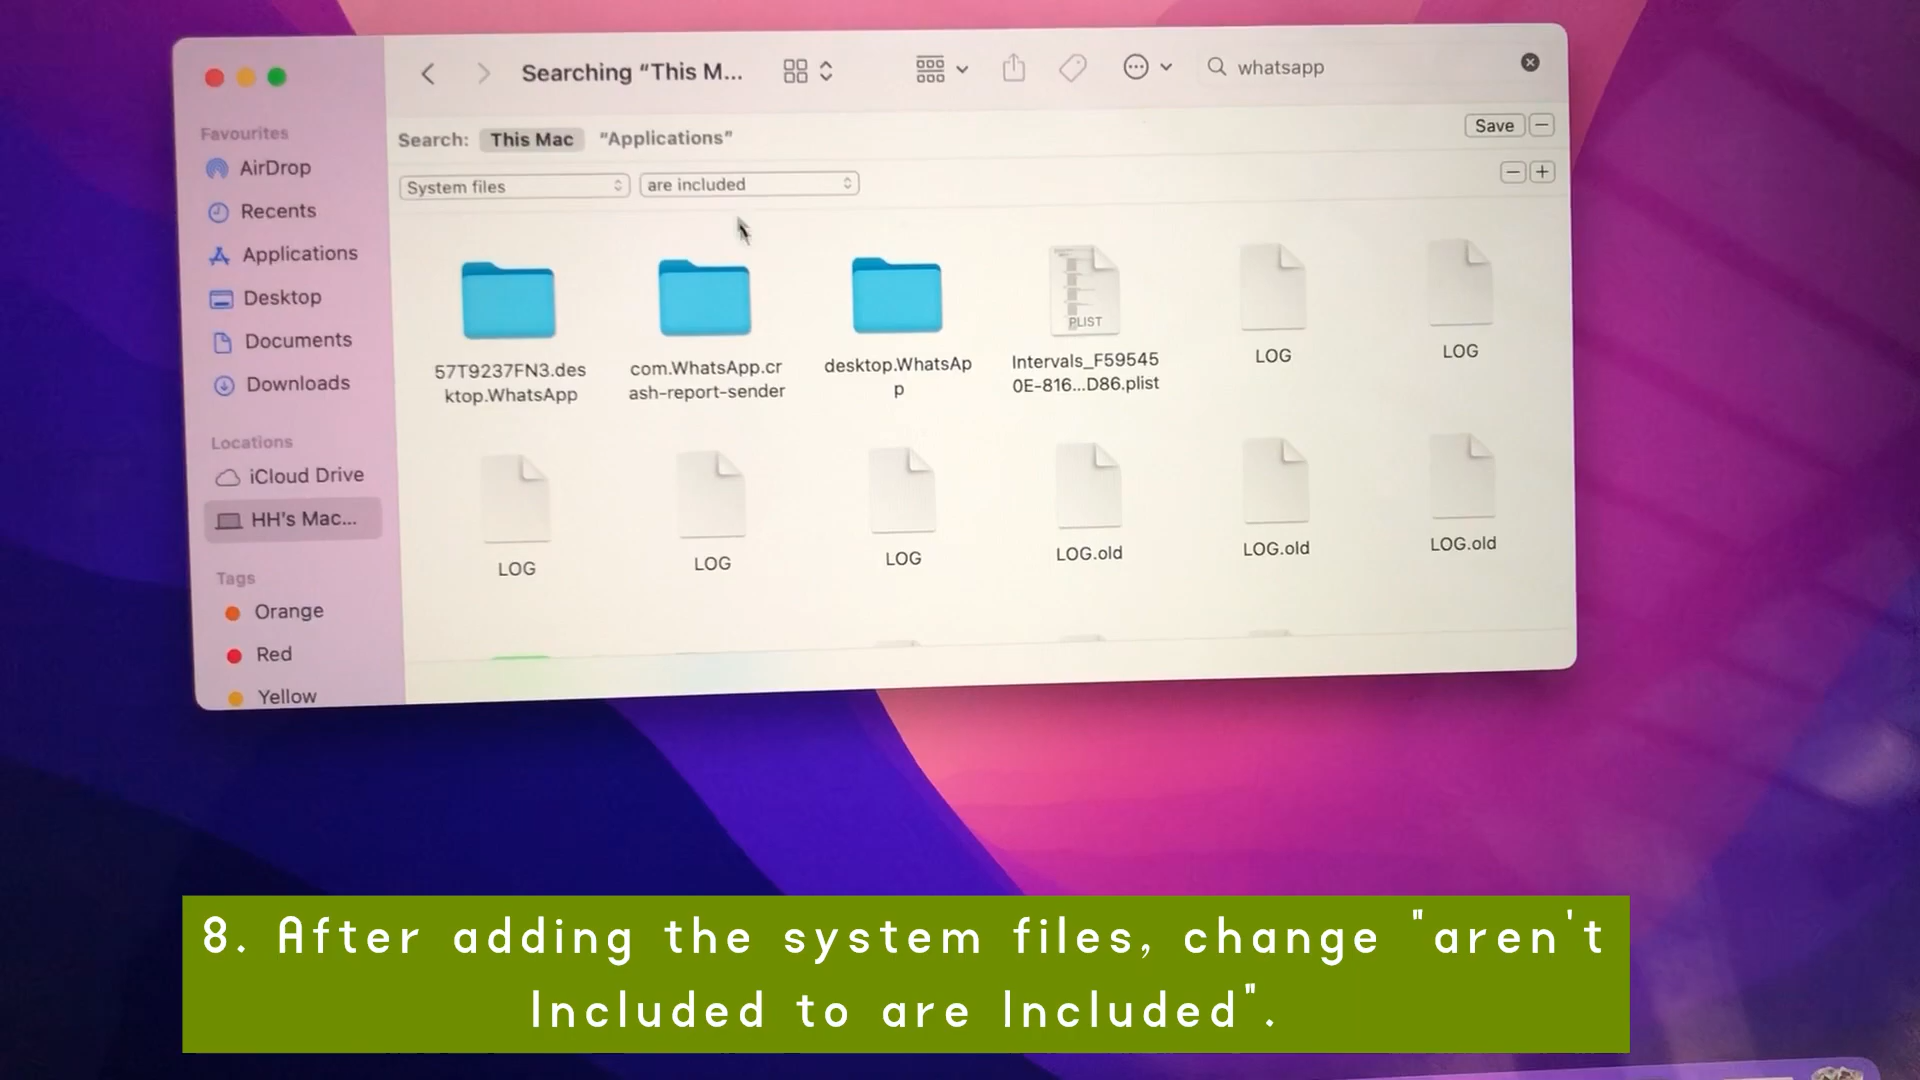 Searching “This M...
whatsapp
Search: This Mac “Applications”
Save
System files
are included
Favourites
AirDrop
Recents
Applications
Desktop
Documents
Downloads
Locations
iCloud Drive
HH's Mac...
Tags
Orange
Red
Yellow
57T9237FN3.des
ktop.WhatsApp
com.WhatsApp.cr
ash-report-sender
desktop.WhatsAp
p
PLIST
Intervals_F59545
0E-816...D86.plist
LOG
LOG
LOG
LOG
LOG
LOG.old
LOG.old
LOG.old
8. After adding the system files, change "aren't
Included to are Included".